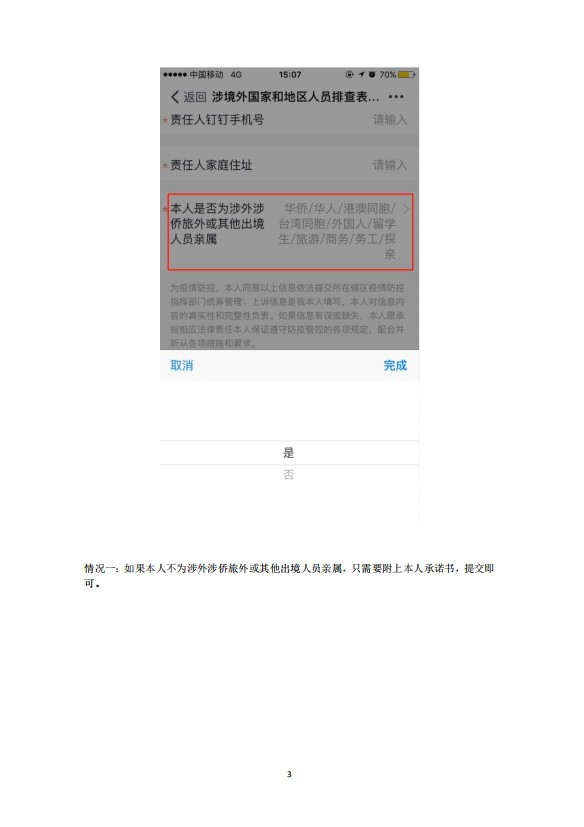 中国移动 4G 15:07 70%
返回 涉境外国家和地区人员排查表... •••
*责任人钉钉手机号 请输入
*责任人家庭住址 请输入
*本人是否为涉外涉 华侨/华人/港澳同胞/
侨旅外或其他出境 台湾同胞/外国人/留学
人员亲属 生/旅游/商务/务工/探
亲
为疫情防控，本人同意以上信息依法提交所在辖区疫情防控
指挥部门统筹管理；上诉信息是我本人填写，本人对信息内
容的真实性和完整性负责。如果信息有误或缺失，本人愿承
担相应法律责任本人保证遵守防疫管控的各项规定，配合并
听从各项措施和要求。
取消 完成
是
否
情况一：如果本人不为涉外涉侨旅外或其他出境人员亲属，只需要附上本人承诺书，提交即
可。
3